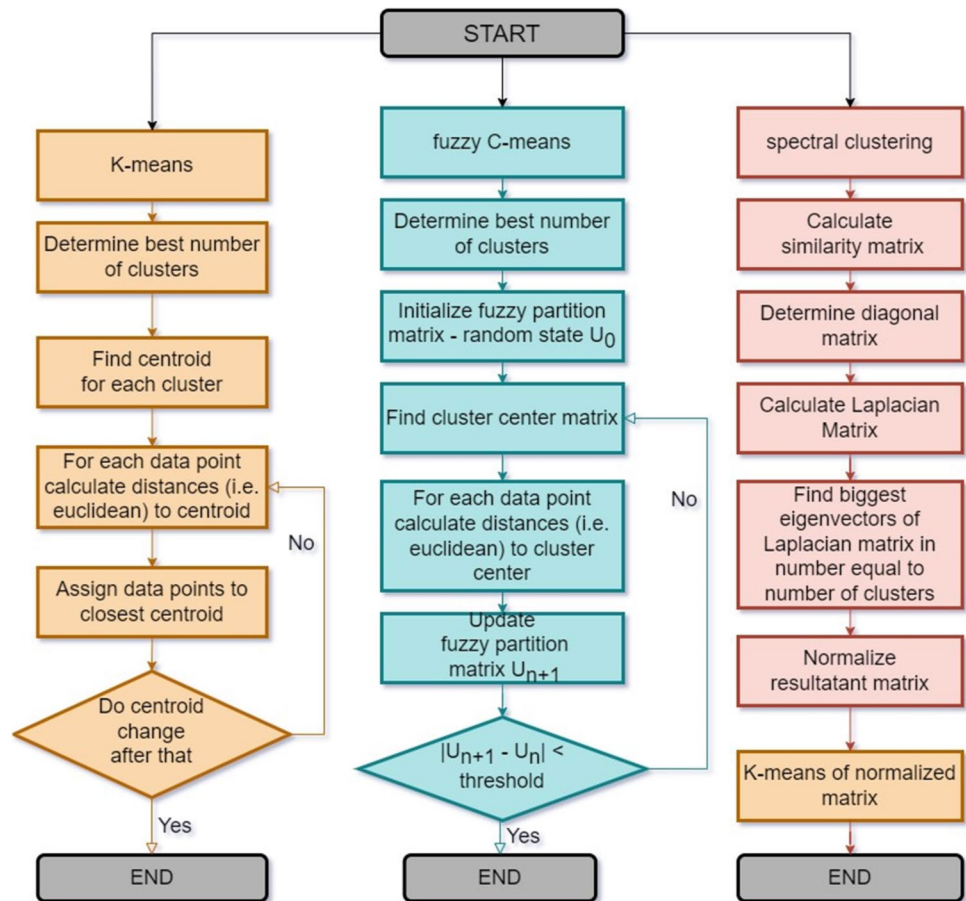 START
K-means
Determine best number
of clusters
Find centroid
for each cluster
For each data point
calculate distances (i.e.
euclidean) to centroid
No
Assign data points to
closest centroid
Do centroid
change
after that
Yes
END
fuzzy C-means
Determine best number
of clusters
Initialize fuzzy partition
matrix - random state U0
Find cluster center matrix
No
For each data point
calculate distances (i.e.
euclidean) to cluster
center
Update
fuzzy partition
matrix Un+1
|Un+1 - Un| <
threshold
Yes
END
spectral clustering
Calculate
similarity matrix
Determine diagonal
matrix
Calculate Laplacian
Matrix
Find biggest
eigenvectors of
Laplacian matrix in
number equal to
number of clusters
Normalize
resultatant matrix
K-means of normalized
matrix
END